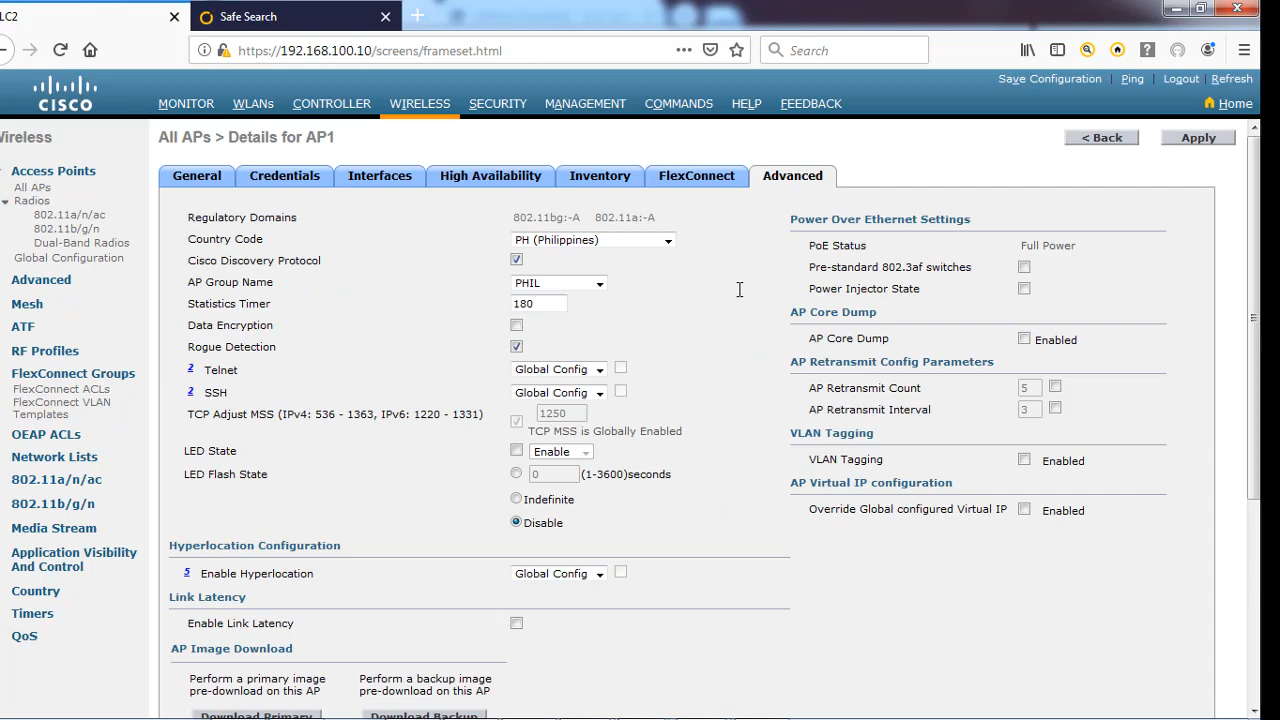 LC2
Safe Search
https://192.168.100.10/screens/frameset.html
Search
CISCO
MONITOR WLANs CONTROLLER WIRELESS SECURITY MANAGEMENT COMMANDS HELP FEEDBACK
Save Configuration Ping Logout Refresh
Home
Wireless
Access Points
All APs
Radios
802.11a/n/ac
802.11b/g/n
Dual-Band Radios
Global Configuration
Advanced
Mesh
ATF
RF Profiles
FlexConnect Groups
FlexConnect ACLs
FlexConnect VLAN
Templates
OEAP ACLs
Network Lists
802.11a/n/ac
802.11b/g/n
Media Stream
Application Visibility
And Control
Country
Timers
QoS
All APs > Details for AP1
< Back Apply
General Credentials Interfaces High Availability Inventory FlexConnect Advanced
Regulatory Domains 802.11bg:-A 802.11a:-A
Country Code PH (Philippines)
Cisco Discovery Protocol
AP Group Name PHIL
Statistics Timer 180
Data Encryption
Rogue Detection
2 Telnet Global Config
2 SSH Global Config
TCP Adjust MSS (IPv4: 536 - 1363, IPv6: 1220 - 1331) 1250
TCP MSS is Globally Enabled
LED State Enable
LED Flash State 0 (1-3600)seconds
Indefinite
Disable
Hyperlocation Configuration
5 Enable Hyperlocation Global Config
Link Latency
Enable Link Latency
AP Image Download
Perform a primary image
pre-download on this AP
Download Primary
Perform a backup image
pre-download on this AP
Download Backup
Power Over Ethernet Settings
PoE Status Full Power
Pre-standard 802.3af switches
Power Injector State
AP Core Dump
AP Core Dump Enabled
AP Retransmit Config Parameters
AP Retransmit Count 5
AP Retransmit Interval 3
VLAN Tagging
VLAN Tagging Enabled
AP Virtual IP configuration
Override Global configured Virtual IP Enabled